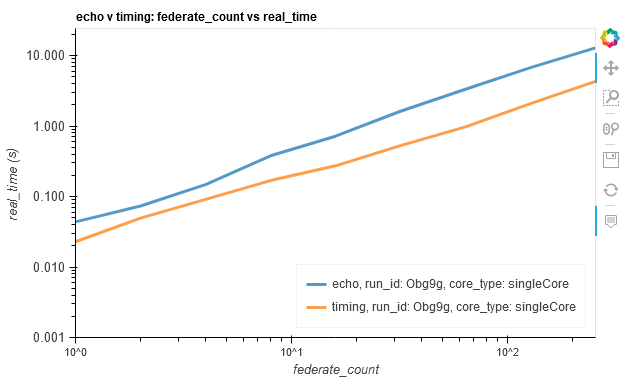 echo v timing: federate_count vs real_time
10.000
1.000
0.100
0.010
0.001
real_time (s)
echo, run_id: Obg9g, core_type: singleCore
timing, run_id: Obg9g, core_type: singleCore
10^0
10^1
10^2
federate_count